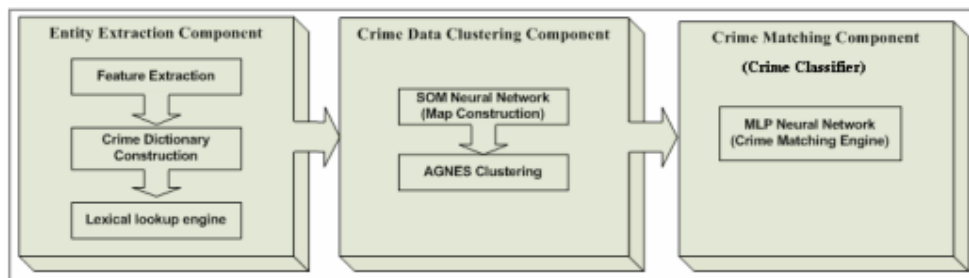 Entity Extraction Component
Feature Extraction
Crime Dictionary
Construction
Lexical lookup engine
Crime Data Clustering Component
SOM Neural Network
(Map Construction)
AGNES Clustering
Crime Matching Component
(Crime Classifier)
MLP Neural Network
(Crime Matching Engine)